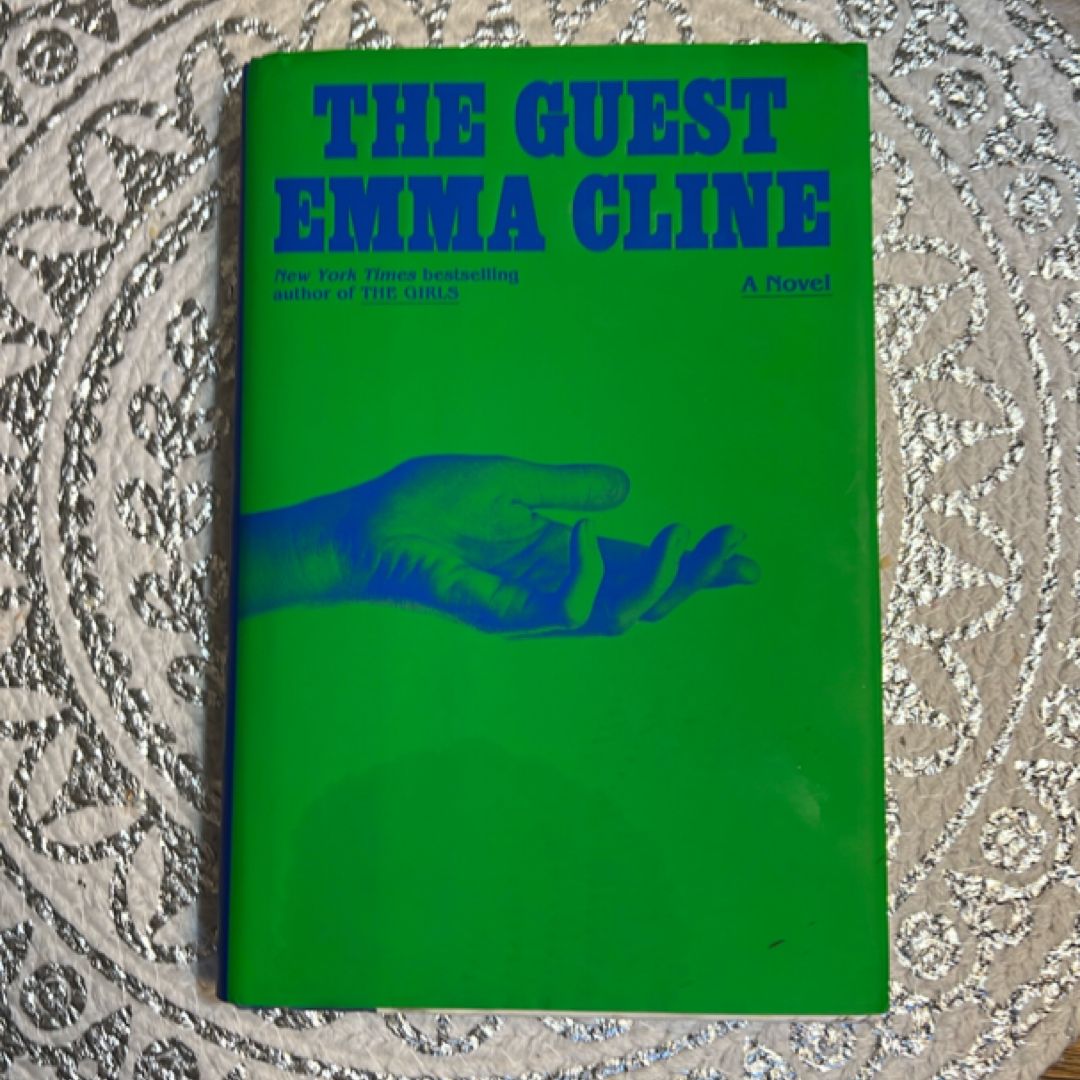 THE GUEST
EMMA CLINE
New York Times bestselling
author of THE GIRLS
A Novel